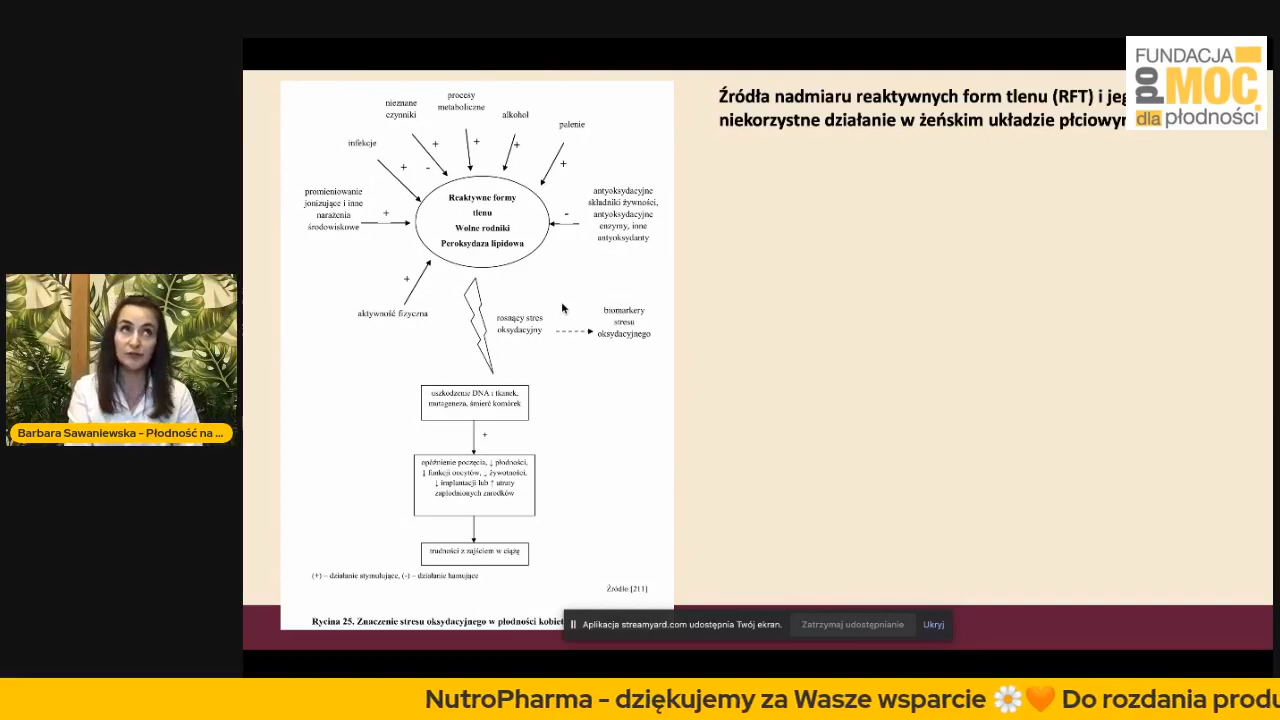 FUNDACJA
poMOC
dla płodności
Źródła nadmiaru reaktywnych form tlenu (RFT) i jeg
niekorzystne działanie w żeńskim układzie płciowym
procesy
metaboliczne
nieznane
czynniki
alkohol
palenie
infekcje
+
-
+
+
+
+
promieniowanie
jonizujące i inne
narażenia
środowiskowe
+
Reaktywne formy
tlenu
Wolne rodniki
Peroksydaza lipidowa
-
antyoksydacyjne
składniki żywności,
antyoksydacyjne
enzymy, inne
antyoksydanty
+
aktywność fizyczna
rosnący stres
oksydacyjny
biomarkery
stresu
oksydacyjnego
uszkodzenie DNA i tkanek,
mutageneza, śmierć komórek
+
opóźnienie poczęcia, ↓ płodności,
↓ funkcji oocytów, ↓ żywotności,
↓ implantacji lub ↑ utraty
zapłodnionych zarodków
trudności z zajściem w ciążę
(+) – działanie stymulujące, (-) – działanie hamujące
Źródło [211]
Rycina 25. Znaczenie stresu oksydacyjnego w płodności kobiet
Aplikacja streamyard.com udostępnia Twój ekran.
Zatrzymaj udostępnianie
Ukryj
Barbara Sawaniewska - Płodność na ...
NutroPharma - dziękujemy za Wasze wsparcie 🌼🧡 Do rozdania produ